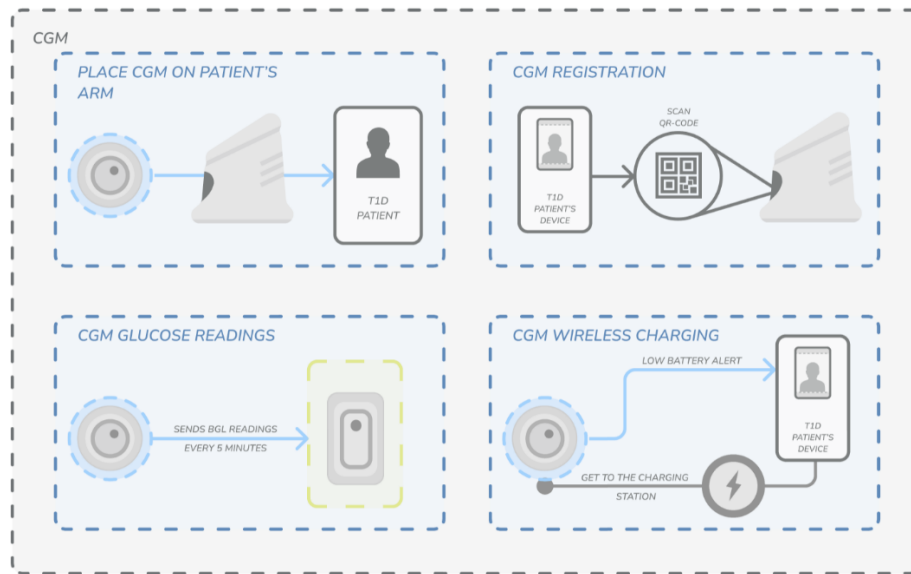 CGM
PLACE CGM ON PATIENT'S
ARM
T1D
PATIENT
CGM REGISTRATION
T1D
PATIENT'S
DEVICE
SCAN
QR-CODE
CGM GLUCOSE READINGS
SENDS BGL READINGS
EVERY 5 MINUTES
CGM WIRELESS CHARGING
LOW BATTERY ALERT
T1D
PATIENT'S
DEVICE
GET TO THE CHARGING
STATION